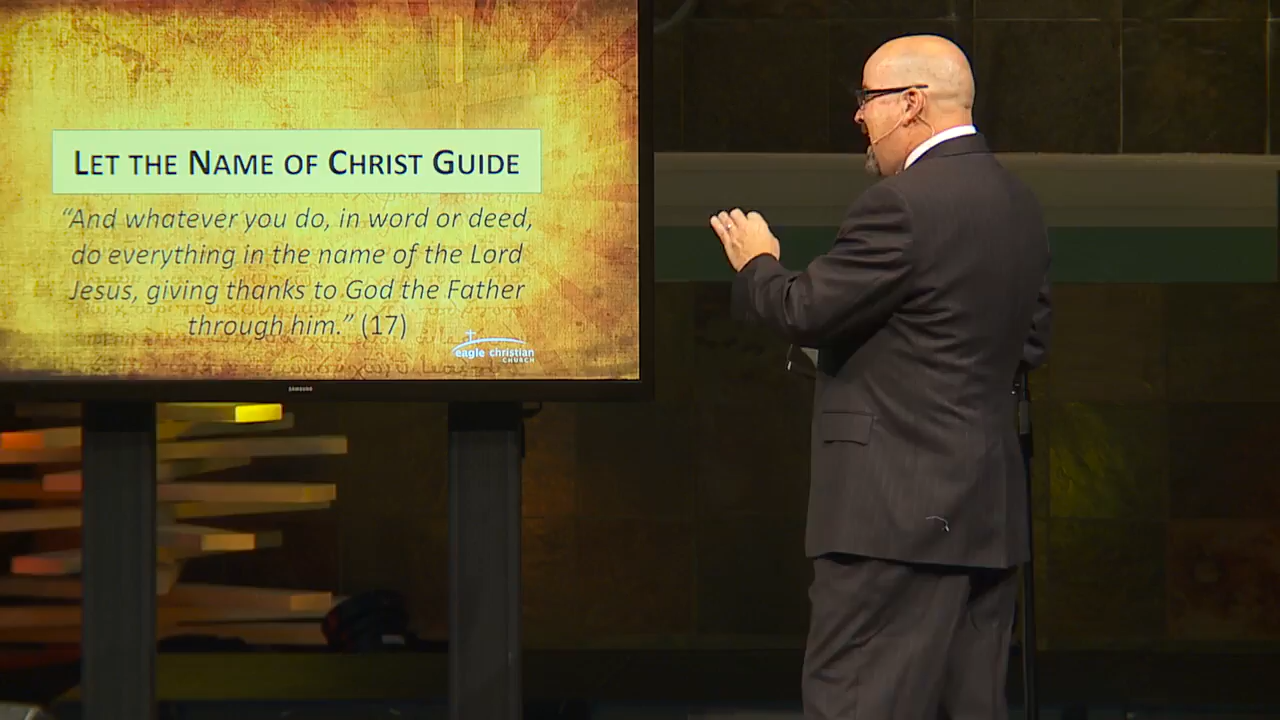 LET THE NAME OF CHRIST GUIDE
“And whatever you do, in word or deed,
do everything in the name of the Lord
Jesus, giving thanks to God the Father
through him.” (17)
eagle christian
CHURCH
SAMSUNG